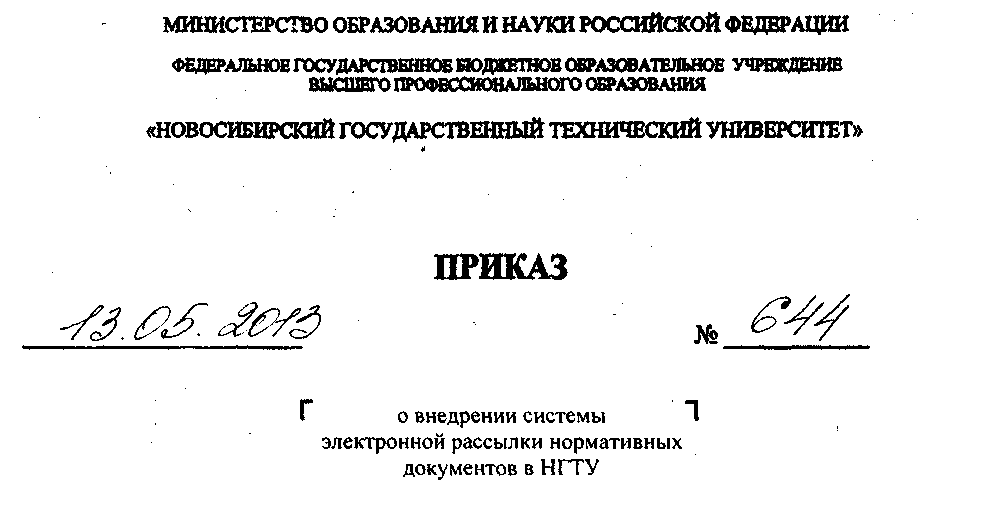 МИНИСТЕРСТВО ОБРАЗОВАНИЯ И НАУКИ РОССИЙСКОЙ ФЕДЕРАЦИИ
ФЕДЕРАЛЬНОЕ ГОСУДАРСТВЕННОЕ БЮДЖЕТНОЕ ОБРАЗОВАТЕЛЬНОЕ УЧРЕЖДЕНИЕ
ВЫСШЕГО ПРОФЕССИОНАЛЬНОГО ОБРАЗОВАНИЯ
«НОВОСИБИРСКИЙ ГОСУДАРСТВЕННЫЙ ТЕХНИЧЕСКИЙ УНИВЕРСИТЕТ»
ПРИКАЗ
13.05.2013 № 644
о внедрении системы
электронной рассылки нормативных
документов в НГТУ